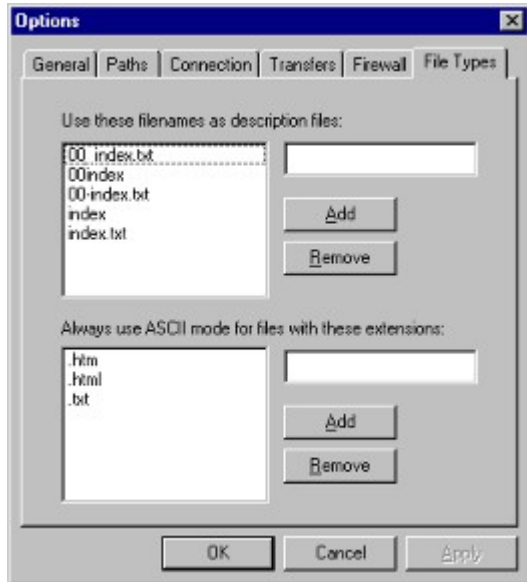 Options
General Paths Connection Transfers Firewall File Types
Use these filenames as description files:
00_index.txt
00index
00-index.txt
index
index.txt
Add
Remove
Always use ASCII mode for files with these extensions:
.htm
.html
.txt
Add
Remove
OK Cancel Apply